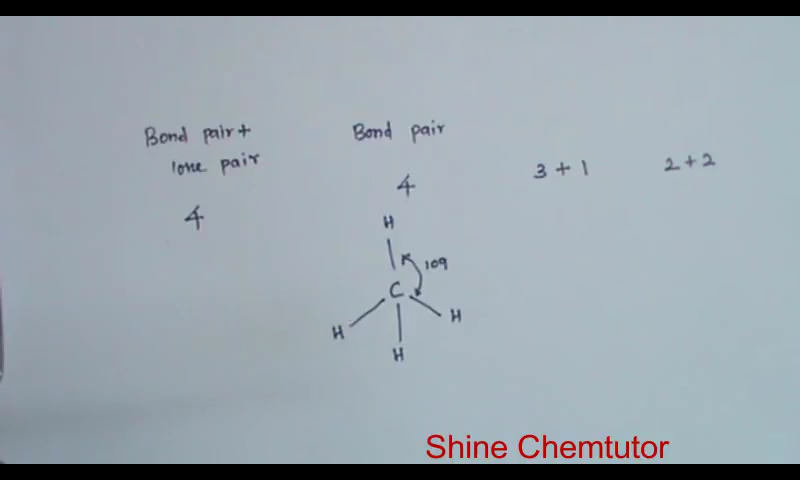 Bond pair +
lone pair
4
Bond pair
4
3 + 1
2 + 2
H
109
C
H
H
H
Shine Chemtutor